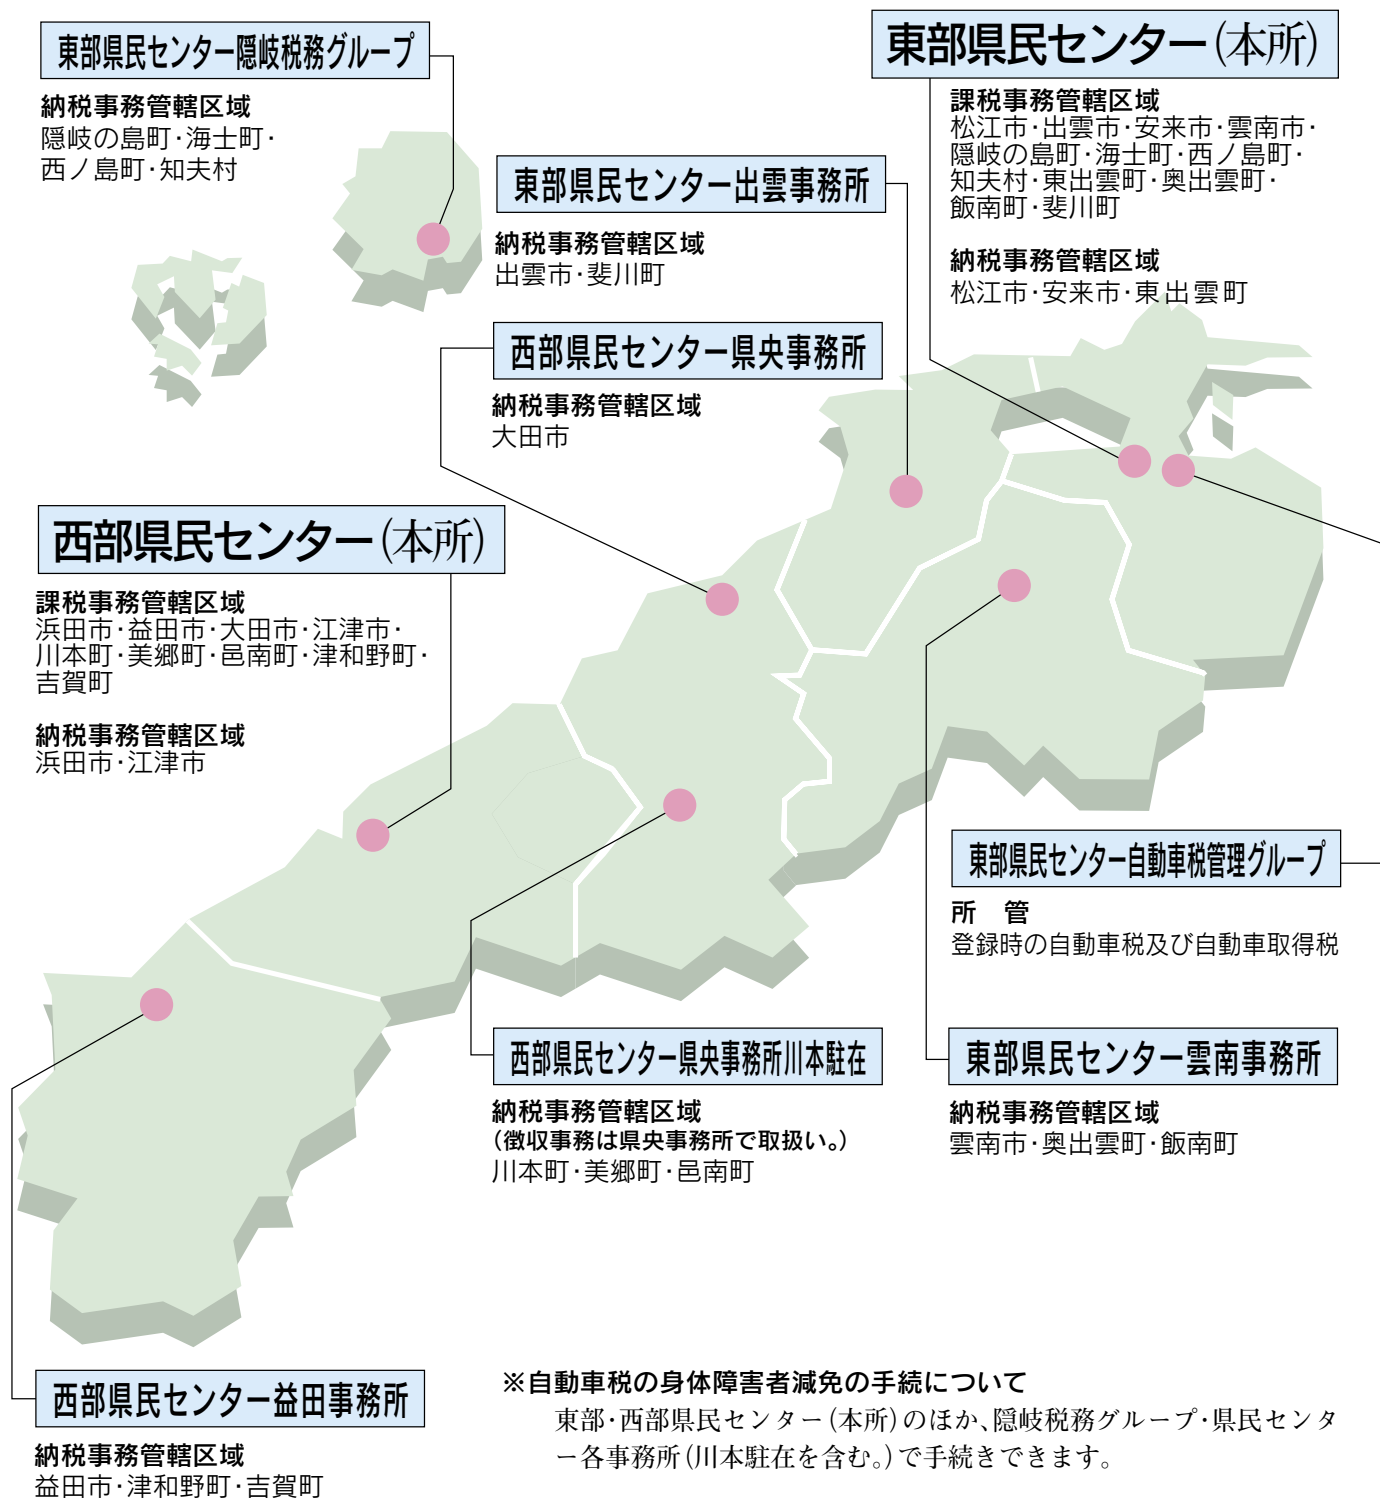 東部県民センター隠岐税務グループ
納税事務管轄区域
隠岐の島町・海士町・
西ノ島町・知夫村
東部県民センター(本所)
課税事務管轄区域
松江市・出雲市・安来市・雲南市・
隠岐の島町・海士町・西ノ島町・
知夫村・東出雲町・奥出雲町・
飯南町・斐川町
納税事務管轄区域
松江市・安来市・東出雲町
東部県民センター出雲事務所
納税事務管轄区域
出雲市・斐川町
西部県民センター県央事務所
納税事務管轄区域
大田市
西部県民センター(本所)
課税事務管轄区域
浜田市・益田市・大田市・江津市・
川本町・美郷町・邑南町・津和野町・
吉賀町
納税事務管轄区域
浜田市・江津市
東部県民センター自動車税管理グループ
所　管
登録時の自動車税及び自動車取得税
西部県民センター県央事務所川本駐在
納税事務管轄区域
(徴収事務は県央事務所で取扱い。)
川本町・美郷町・邑南町
東部県民センター雲南事務所
納税事務管轄区域
雲南市・奥出雲町・飯南町
西部県民センター益田事務所
納税事務管轄区域
益田市・津和野町・吉賀町
※自動車税の身体障害者減免の手続について
東部・西部県民センター(本所)のほか、隠岐税務グループ・県民センタ
ー各事務所(川本駐在を含む。)で手続きできます。